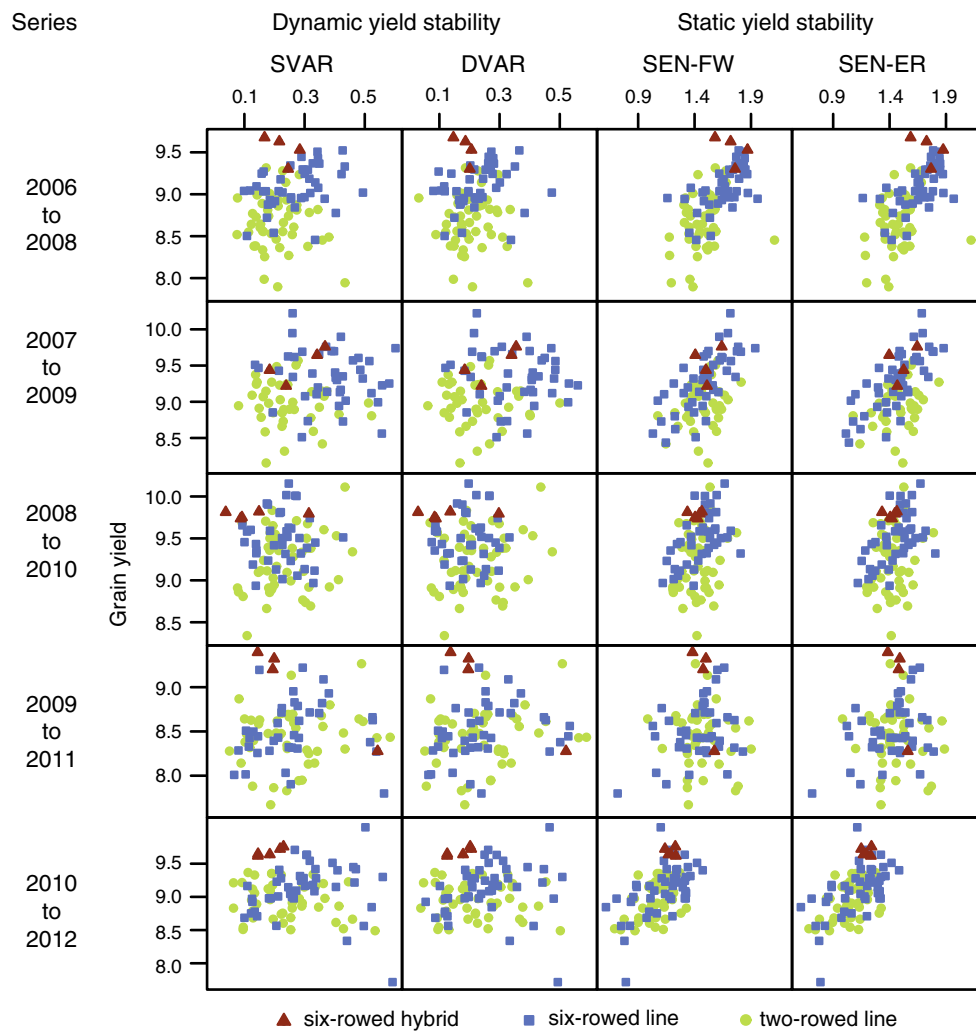 Series Dynamic yield stability Static yield stability
SVAR DVAR SEN-FW SEN-ER
0.1 0.3 0.5 0.1 0.3 0.5 0.9 1.4 1.9 0.9 1.4 1.9
9.5
9.0
8.5
8.0
2006
to
2008
10.0
9.5
9.0
8.5
2007
to
2009
10.0
9.5
9.0
8.5
2008
to
2010
Grain yield
9.0
8.5
8.0
2009
to
2011
9.5
9.0
8.5
8.0
2010
to
2012
six-rowed hybrid six-rowed line two-rowed line